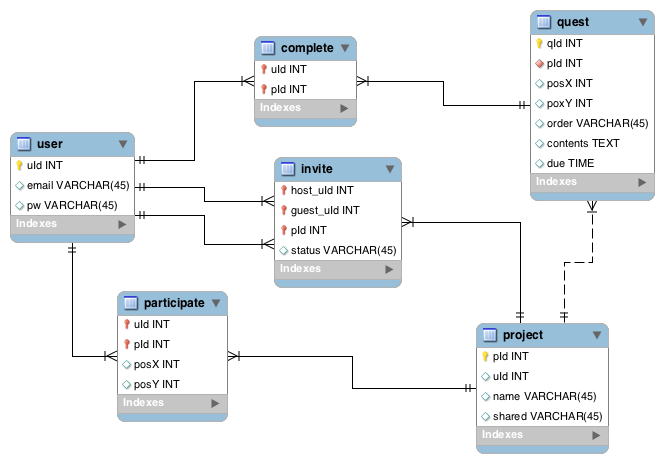 complete
uId INT
pId INT
Indexes
quest
qId INT
pId INT
posX INT
poxY INT
order VARCHAR(45)
contents TEXT
due TIME
Indexes
user
uId INT
email VARCHAR(45)
pw VARCHAR(45)
Indexes
invite
host_uId INT
guest_uId INT
pId INT
status VARCHAR(45)
Indexes
participate
uId INT
pId INT
posX INT
posY INT
Indexes
project
pId INT
uId INT
name VARCHAR(45)
shared VARCHAR(45)
Indexes